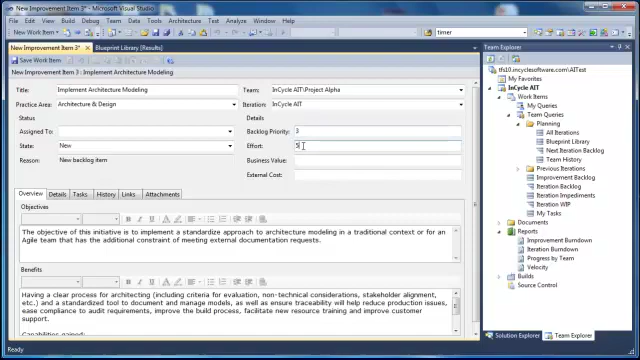 New Improvement Item 3* - Microsoft Visual Studio
File Edit View Build Debug Team Data Tools Architecture Test Analyze Window Help
New Work Item
timer
New Improvement Item 3*
Blueprint Library [Results]
Save Work Item
New Improvement Item 3 : Implement Architecture Modeling
Title: Implement Architecture Modeling
Team: InCycle AIT\Project Alpha
Practice Area: Architecture & Design
Iteration: InCycle AIT
Status
Details
Assigned To:
Backlog Priority: 3
State: New
Effort: 5
Reason: New backlog item
Business Value:
External Cost:
Overview Details Tasks History Links Attachments
Objectives
The objective of this initiative is to implement a standardize approach to architecture modeling in a traditional context or for an
Agile team that has the additional constraint of meeting external documentation requests.
Benefits
Having a clear process for architecting (including criteria for evaluation, non-technical considerations, stakeholder alignment,
etc.) and a standardized tool to document and manage models, as well as ensure traceability will help reduce production issues,
ease compliance to audit requirements, improve the build process, facilitate new resource training and improve customer
support.
Capabilities gained:
Ready
Team Explorer
tfs10.incyclesoftware.com\AITest
My Favorites
InCycle AIT
Work Items
My Queries
Team Queries
Planning
All Iterations
Blueprint Library
Next Iteration Backlog
Team History
Previous Iterations
Improvement Backlog
Iteration Backlog
Iteration Impediments
Iteration WIP
My Tasks
Documents
Reports
Improvement Burndown
Iteration Burndown
Progress by Team
Velocity
Builds
Source Control
Solution Explorer
Team Explorer